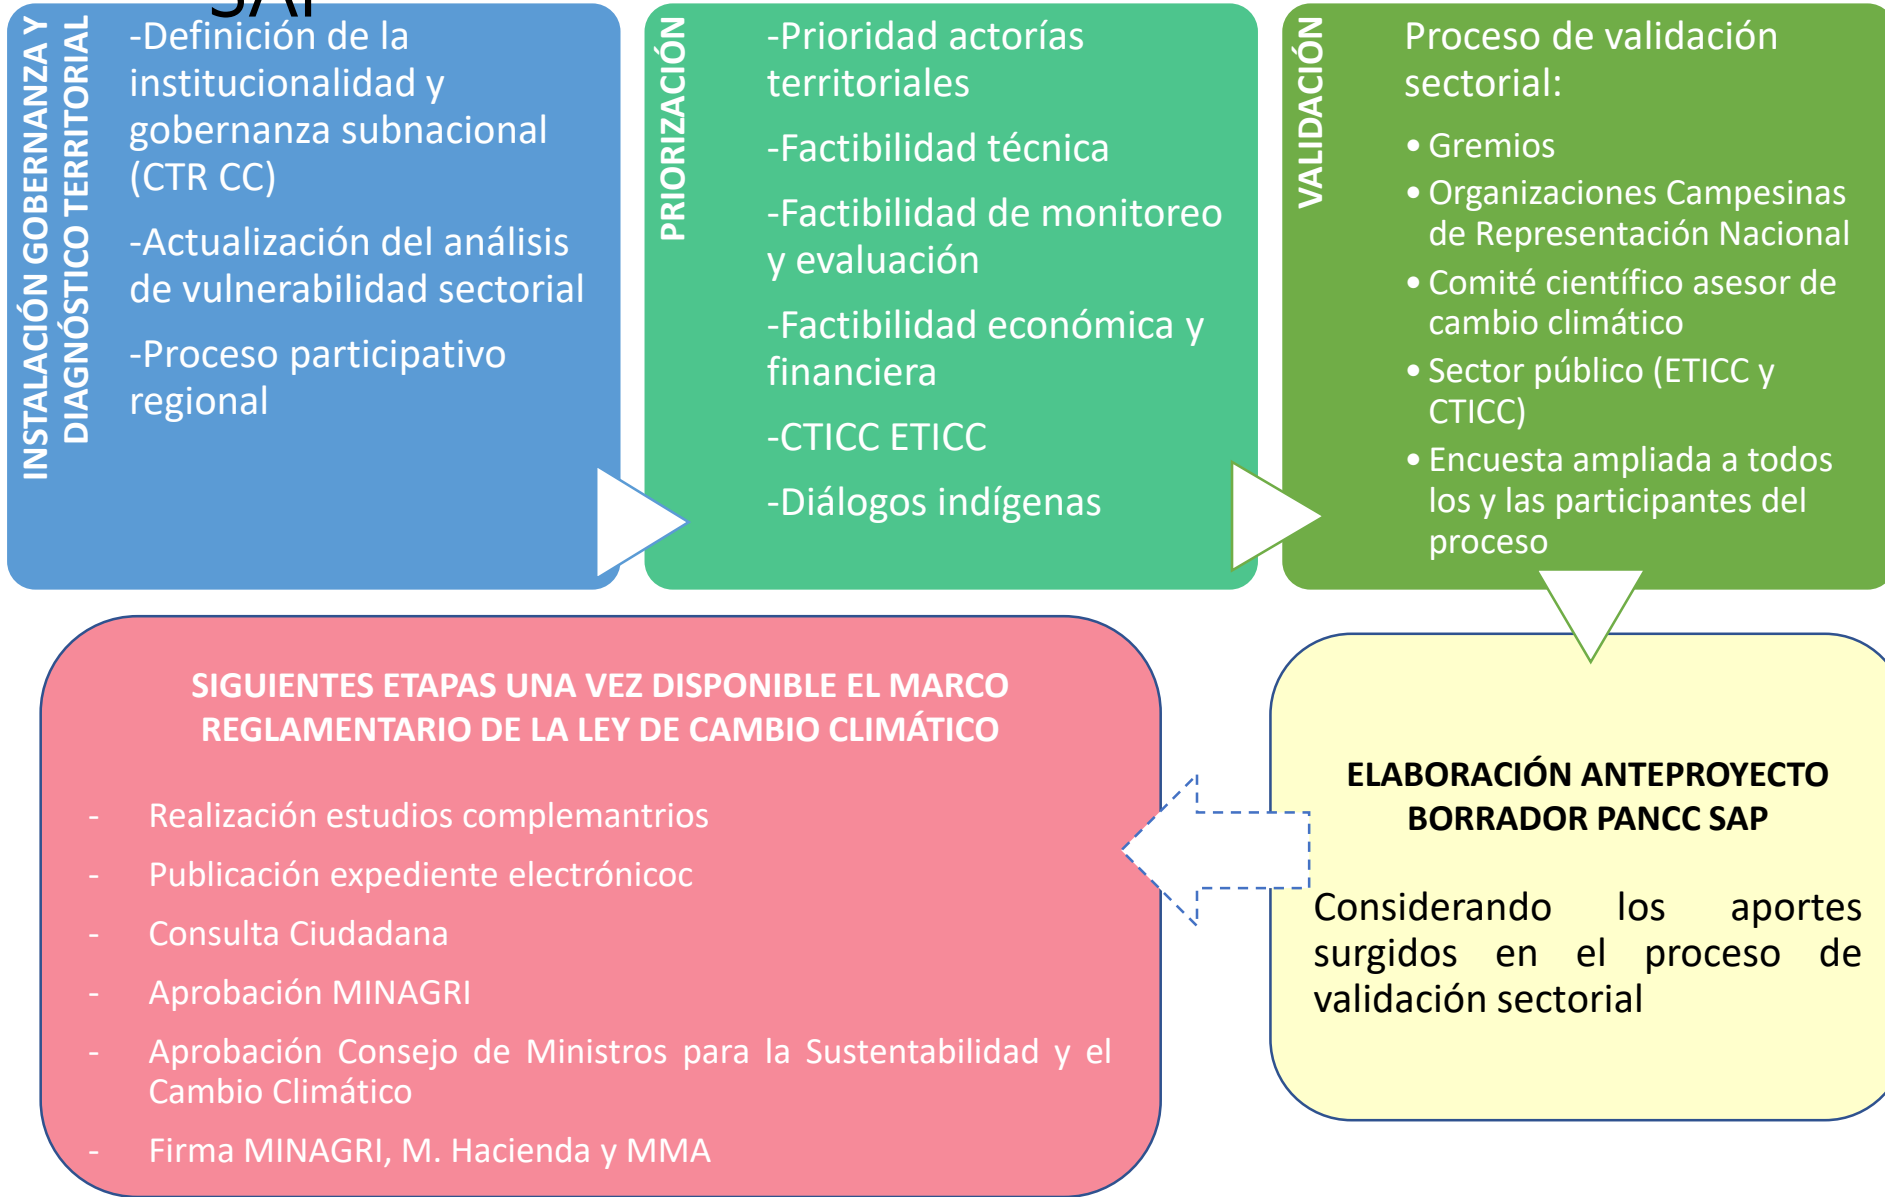 SAP
INSTALACIÓN GOBERNANZA Y
DIAGNÓSTICO TERRITORIAL
-Definición de la
institucionalidad y
gobernanza subnacional
(CTR CC)
-Actualización del análisis
de vulnerabilidad sectorial
-Proceso participativo
regional
PRIORIZACIÓN
-Prioridad actorías
territoriales
-Factibilidad técnica
-Factibilidad de monitoreo
y evaluación
-Factibilidad económica y
financiera
-CTICC ETICC
-Diálogos indígenas
VALIDACIÓN
Proceso de validación
sectorial:
• Gremios
• Organizaciones Campesinas
de Representación Nacional
• Comité científico asesor de
cambio climático
• Sector público (ETICC y
CTICC)
• Encuesta ampliada a todos
los y las participantes del
proceso
ELABORACIÓN ANTEPROYECTO
BORRADOR PANCC SAP
Considerando los aportes
surgidos en el proceso de
validación sectorial
SIGUIENTES ETAPAS UNA VEZ DISPONIBLE EL MARCO
REGLAMENTARIO DE LA LEY DE CAMBIO CLIMÁTICO
- Realización estudios complemantrios
- Publicación expediente electrónicoc
- Consulta Ciudadana
- Aprobación MINAGRI
- Aprobación Consejo de Ministros para la Sustentabilidad y el
Cambio Climático
- Firma MINAGRI, M. Hacienda y MMA